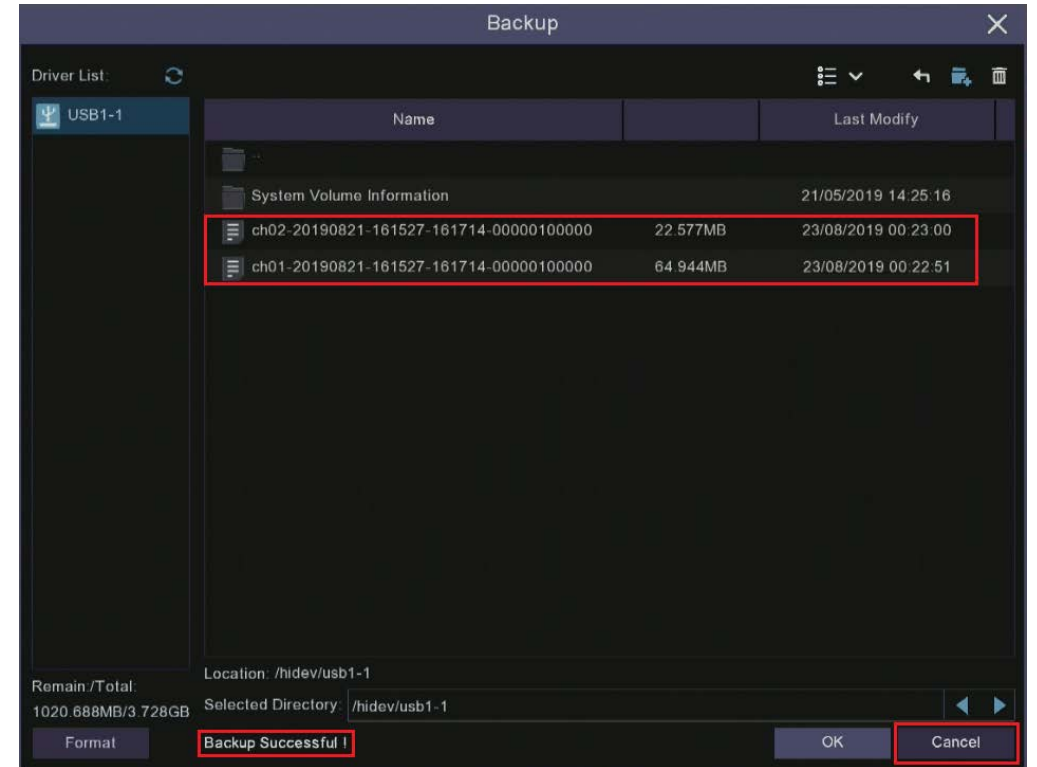 Backup
Driver List:
USB1-1
Name
Last Modify
..
System Volume Information 21/05/2019 14:25:16
ch02-20190821-161527-161714-00000100000 22.577MB 23/08/2019 00:23:00
ch01-20190821-161527-161714-00000100000 64.944MB 23/08/2019 00:22:51
Location: /hidev/usb1-1
Remain:/Total:
1020.688MB/3.728GB
Selected Directory: /hidev/usb1-1
Format
Backup Successful !
OK
Cancel